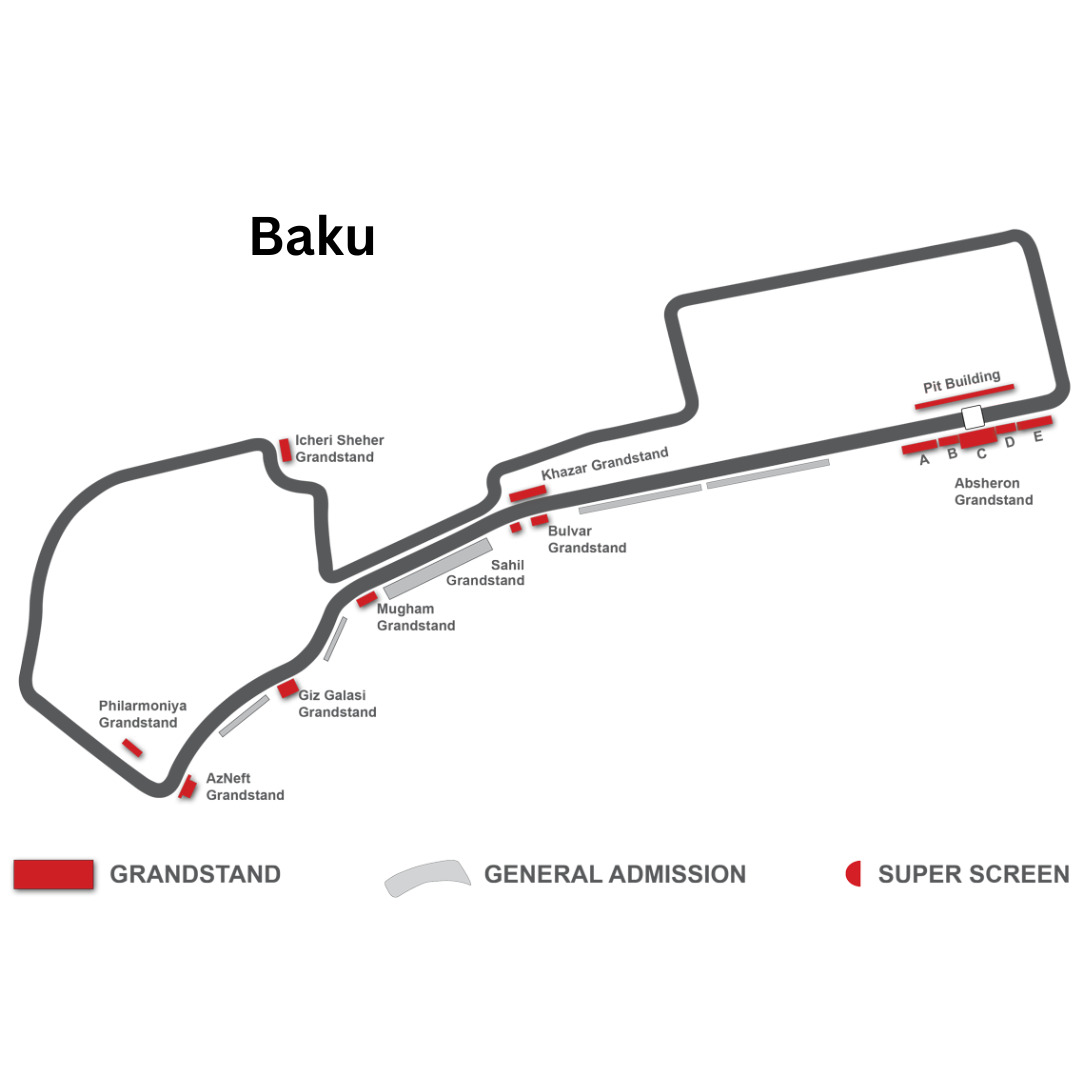 Baku
Pit Building
A
B
C
D
E
Absheron
Grandstand
Icheri Sheher
Grandstand
Khazar Grandstand
Bulvar
Grandstand
Sahil
Grandstand
Mugham
Grandstand
Giz Galasi
Grandstand
Philarmoniya
Grandstand
AzNeft
Grandstand
GRANDSTAND
GENERAL ADMISSION
SUPER SCREEN